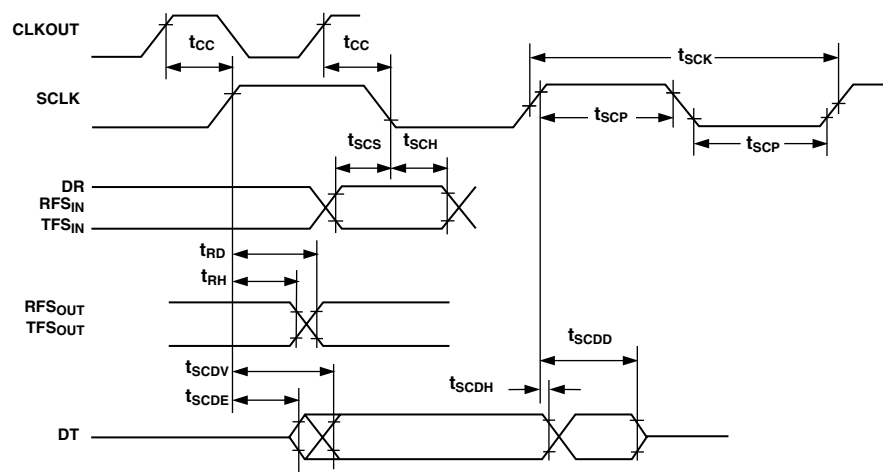 CLKOUT
tCC
tCC
tSCK
SCLK
tSCP
tSCP
tSCS
tSCH
DR
RFSIN
TFSIN
tRD
tRH
RFSOUT
TFSOUT
tSCDV
tSCDE
tSCDH
tSCDD
DT